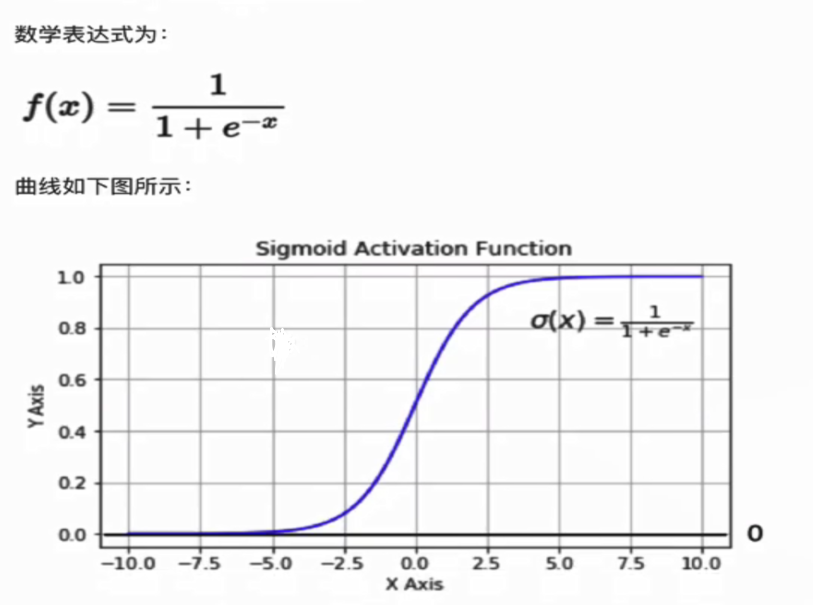 数学表达式为：
f(x) = \frac{1}{1 + e^{-x}}
曲线如下图所示：
Sigmoid Activation Function
1.0
σ(x) = \frac{1}{1 + e^{-x}}
0.8
Y Axis
0.6
0.4
0.2
0.0
0
−10.0 −7.5 −5.0 −2.5 0.0 2.5 5.0 7.5 10.0
X Axis